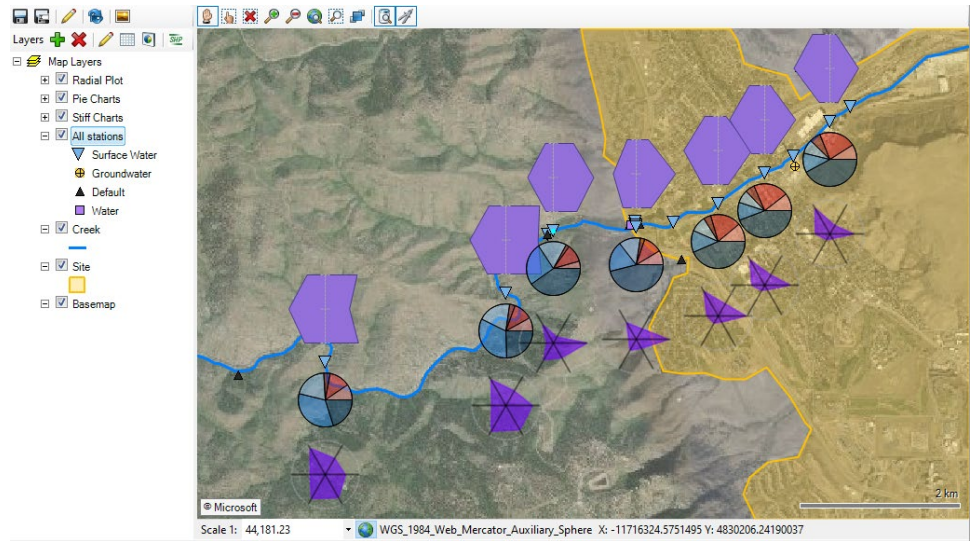 Layers
SHP
Map Layers
Radial Plot
Pie Charts
Stiff Charts
All stations
Surface Water
Groundwater
Default
Water
Creek
Site
Basemap
© Microsoft
2 km
Scale 1: 44,181.23 WGS_1984_Web_Mercator_Auxiliary_Sphere X: -11716324.5751495 Y: 4830206.24190037